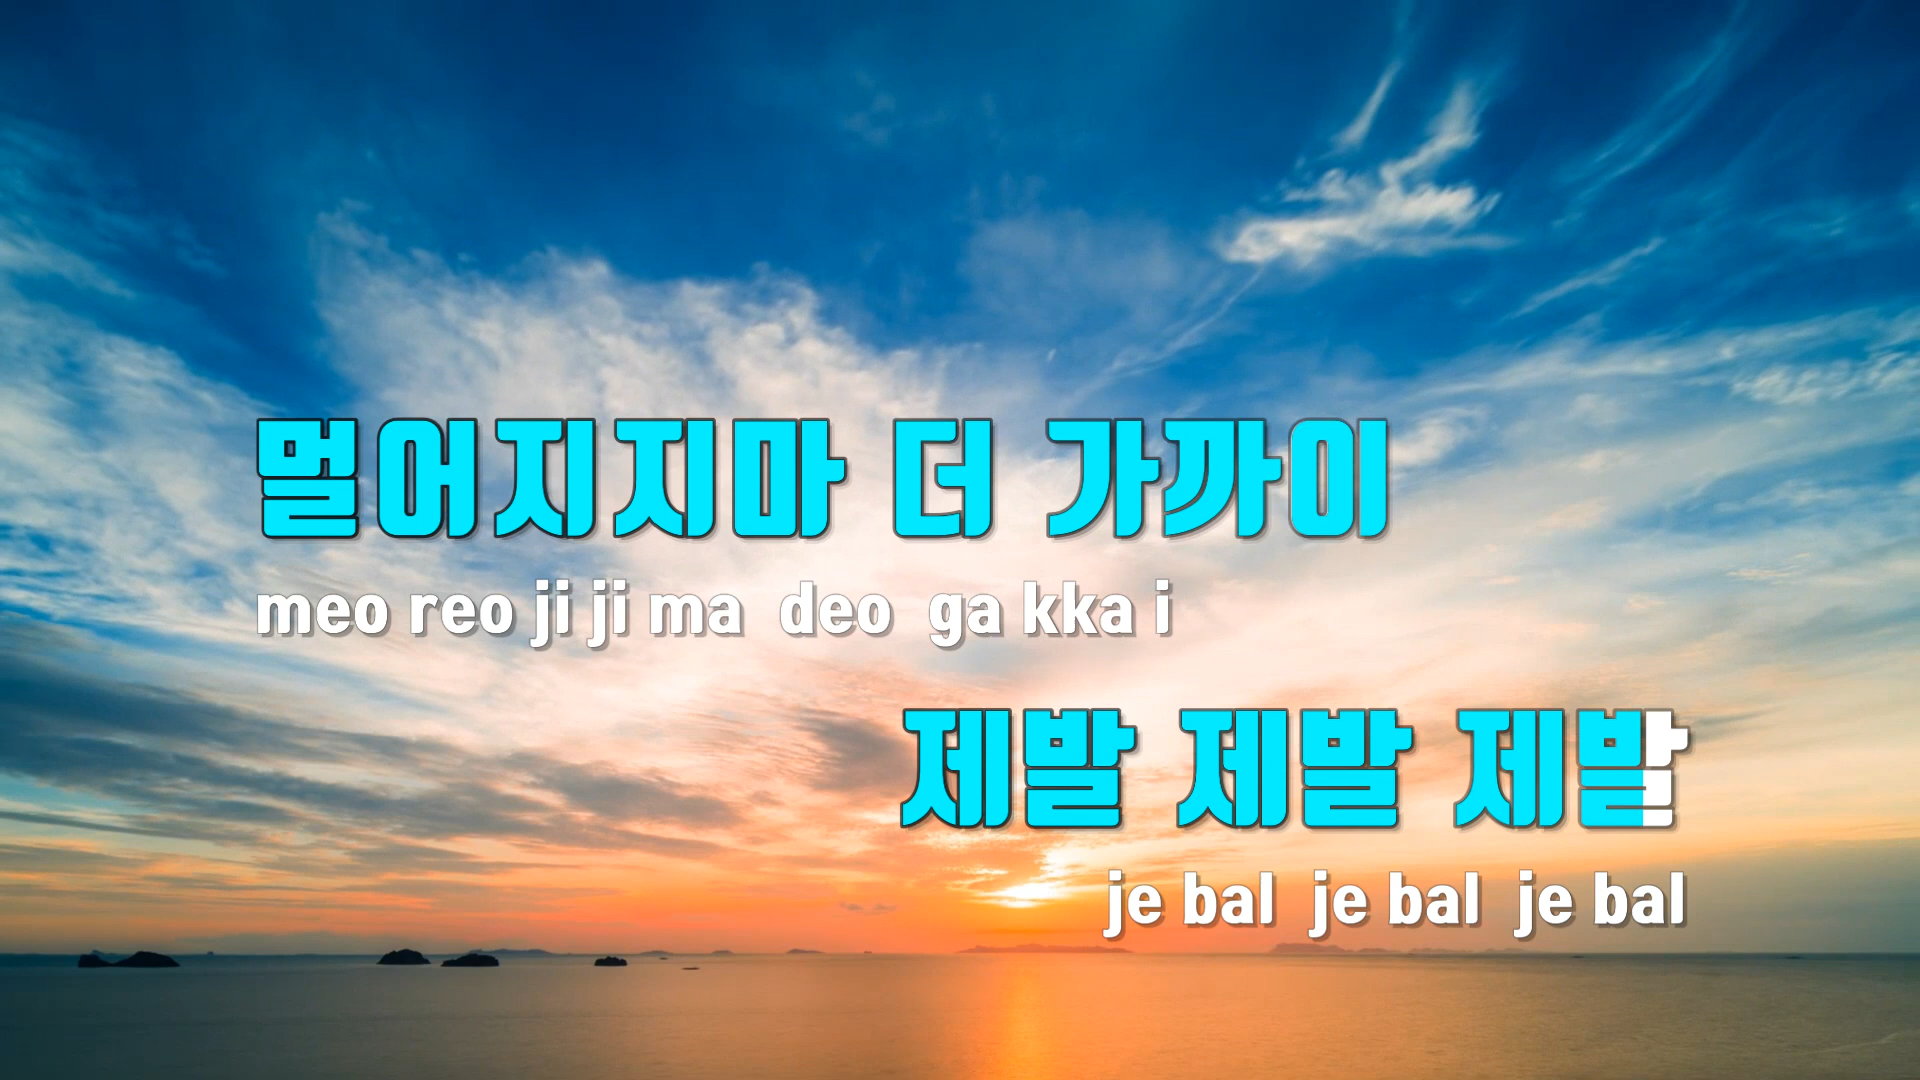 멀어지지마 더 가까이
meo reo ji ji ma deo ga kka i
제발 제발 제발
je bal je bal je bal